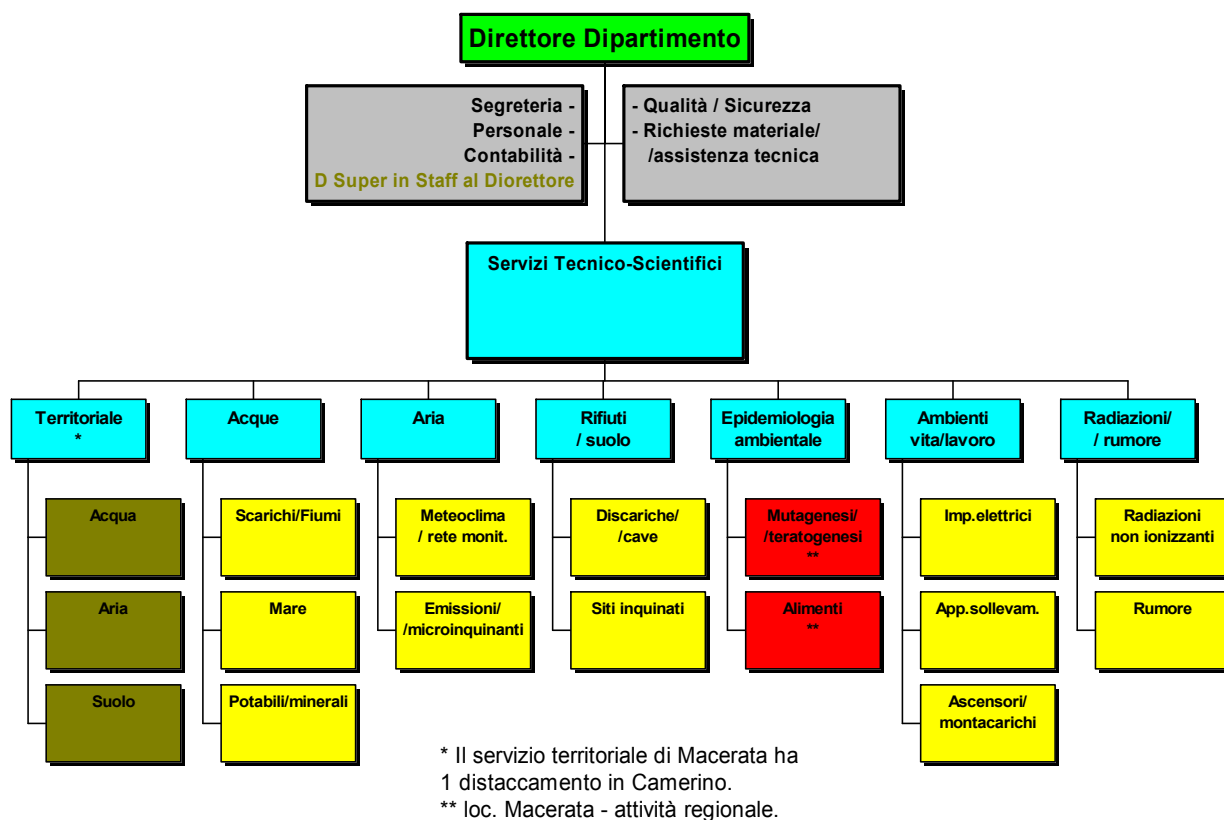 Direttore Dipartimento
Segreteria -
Personale -
Contabilità -
D Super in Staff al Diorettore
- Qualità / Sicurezza
- Richieste materiale/
/assistenza tecnica
Servizi Tecnico-Scientifici
Territoriale
*
Acque
Aria
Rifiuti
/ suolo
Epidemiologia
ambientale
Ambienti
vita/lavoro
Radiazioni/
/ rumore
Acqua
Aria
Suolo
Scarichi/Fiumi
Mare
Potabili/minerali
Meteoclima
/ rete monit.
Emissioni/
/microinquinanti
Discariche/
/cave
Siti inquinati
Mutagenesi/
/teratogenesi
**
Alimenti
**
Imp.elettrici
App.sollevam.
Ascensori/
montacarichi
Radiazioni
non ionizzanti
Rumore
* Il servizio territoriale di Macerata ha
1 distaccamento in Camerino.
** loc. Macerata - attività regionale.